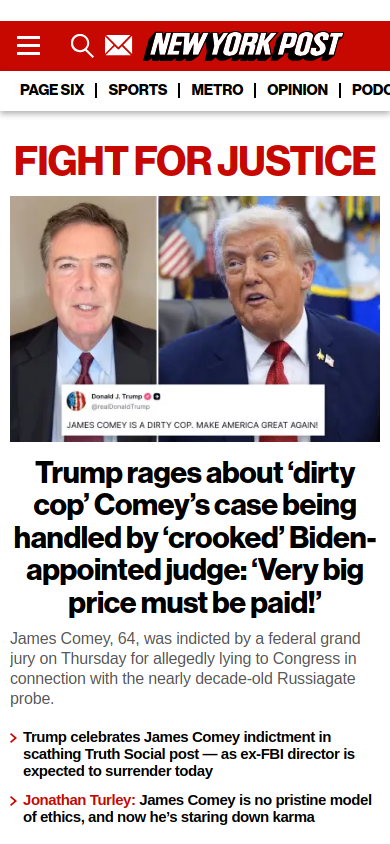 NEW YORK POST
PAGE SIX
SPORTS
METRO
OPINION
PODC
FIGHT FOR JUSTICE
Donald J. Trump
@realDonaldTrump
JAMES COMEY IS A DIRTY COP. MAKE AMERICA GREAT AGAIN!
Trump rages about ‘dirty
cop’ Comey’s case being
handled by ‘crooked’ Biden-
appointed judge: ‘Very big
price must be paid!’
James Comey, 64, was indicted by a federal grand
jury on Thursday for allegedly lying to Congress in
connection with the nearly decade-old Russiagate
probe.
Trump celebrates James Comey indictment in
scathing Truth Social post — as ex-FBI director is
expected to surrender today
Jonathan Turley: James Comey is no pristine model
of ethics, and now he’s staring down karma